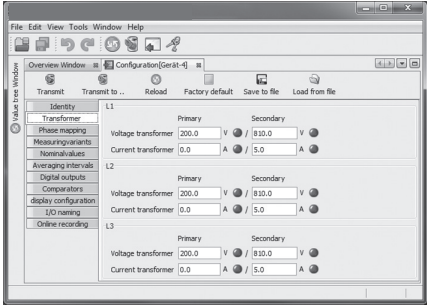 File Edit View Tools Window Help
Value tree Window
Overview Window Configuration[Gerät-4]
Transmit Transmit to .. Reload Factory default Save to file Load from file
Identity
Transformer
Phase mapping
Measuringvariants
Nominalvalues
Averaging intervals
Digital outputs
Comparators
display configuration
I/O naming
Online recording
L1
Primary Secondary
Voltage transformer 200.0 V / 810.0 V
Current transformer 0.0 A / 5.0 A
L2
Primary Secondary
Voltage transformer 200.0 V / 810.0 V
Current transformer 0.0 A / 5.0 A
L3
Primary Secondary
Voltage transformer 200.0 V / 810.0 V
Current transformer 0.0 A / 5.0 A